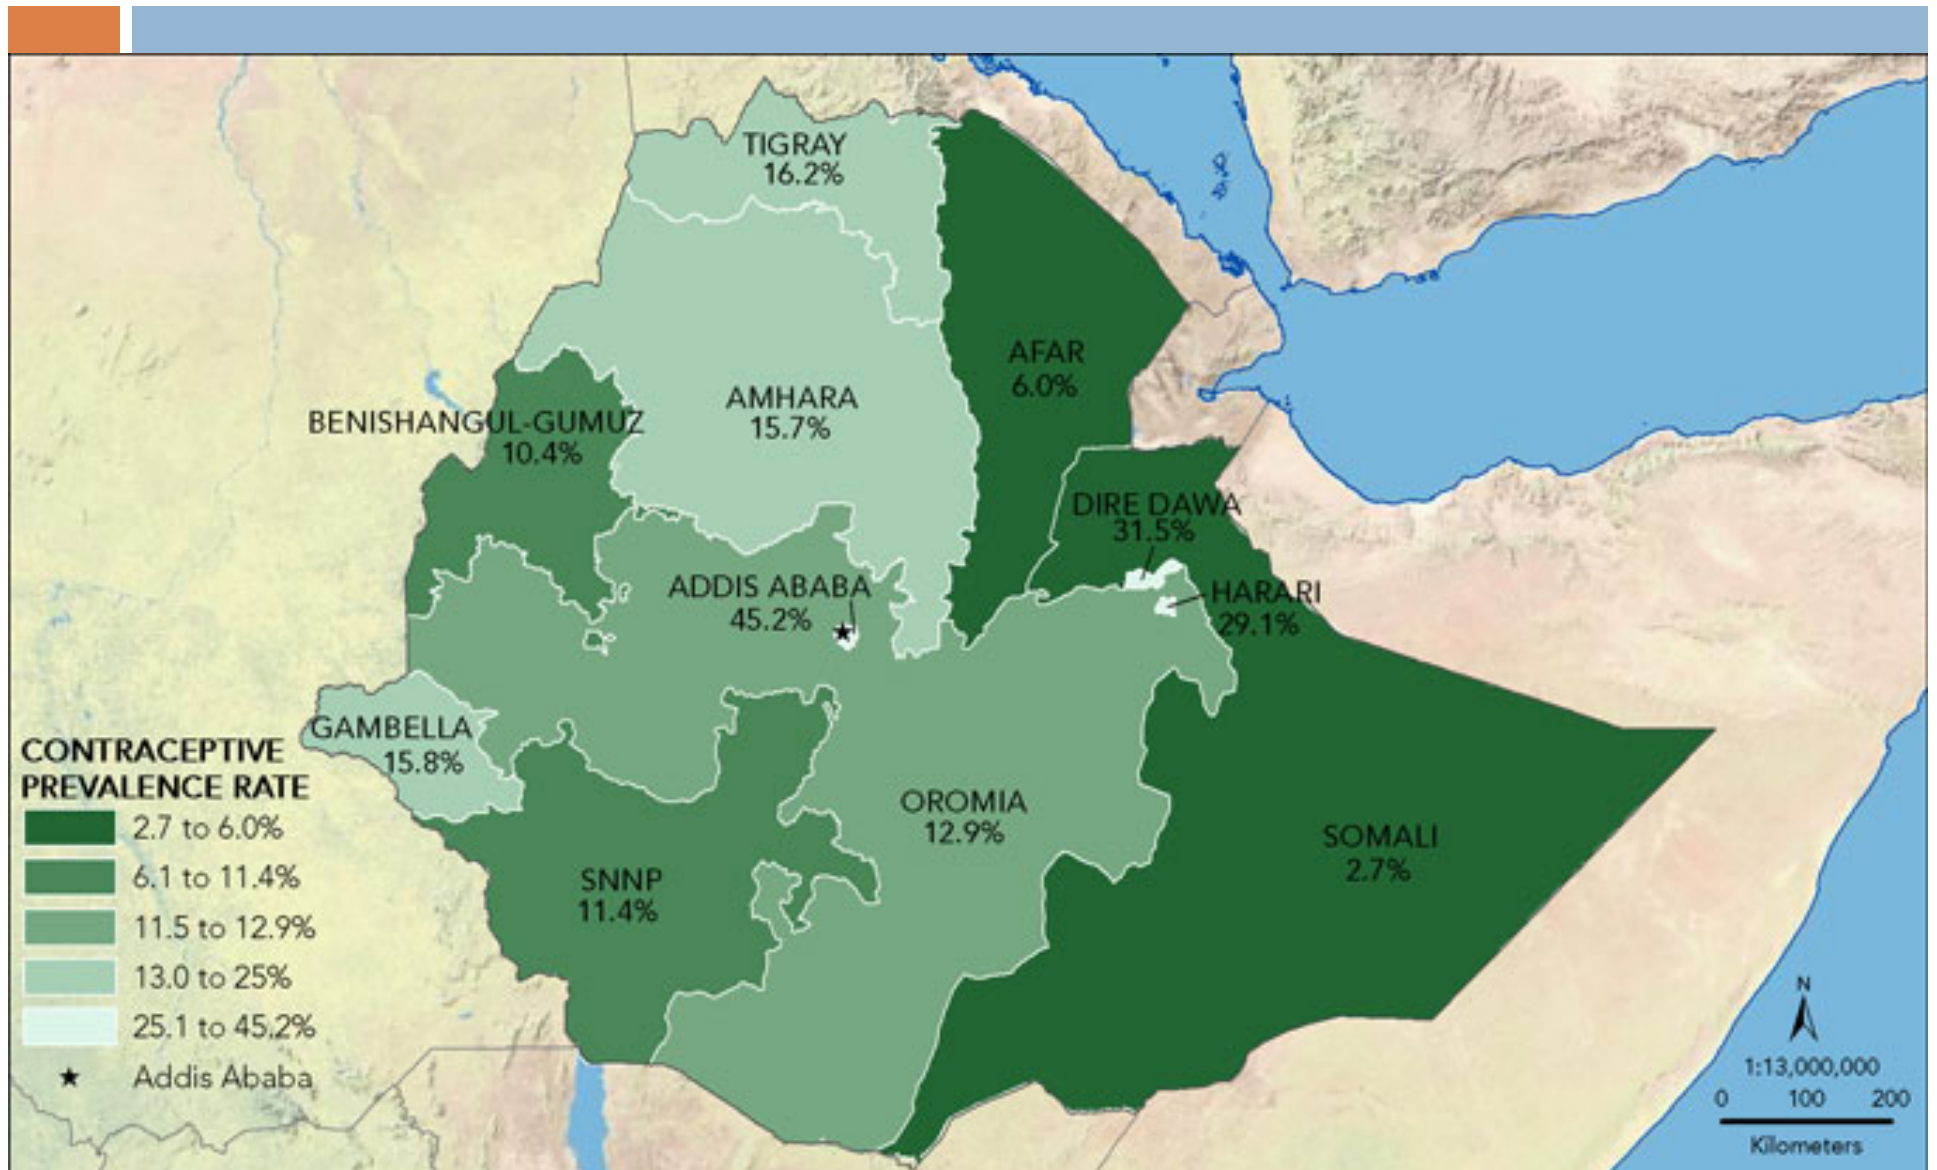 TIGRAY
16.2%
AFAR
6.0%
AMHARA
15.7%
BENISHANGUL-GUMUZ
10.4%
DIRE DAWA
31.5%
ADDIS ABABA
45.2%
HARARI
29.1%
GAMBELLA
15.8%
OROMIA
12.9%
SOMALI
2.7%
SNNP
11.4%
CONTRACEPTIVE
PREVALENCE RATE
2.7 to 6.0%
6.1 to 11.4%
11.5 to 12.9%
13.0 to 25%
25.1 to 45.2%
Addis Ababa
N
1:13,000,000
0 100 200
Kilometers